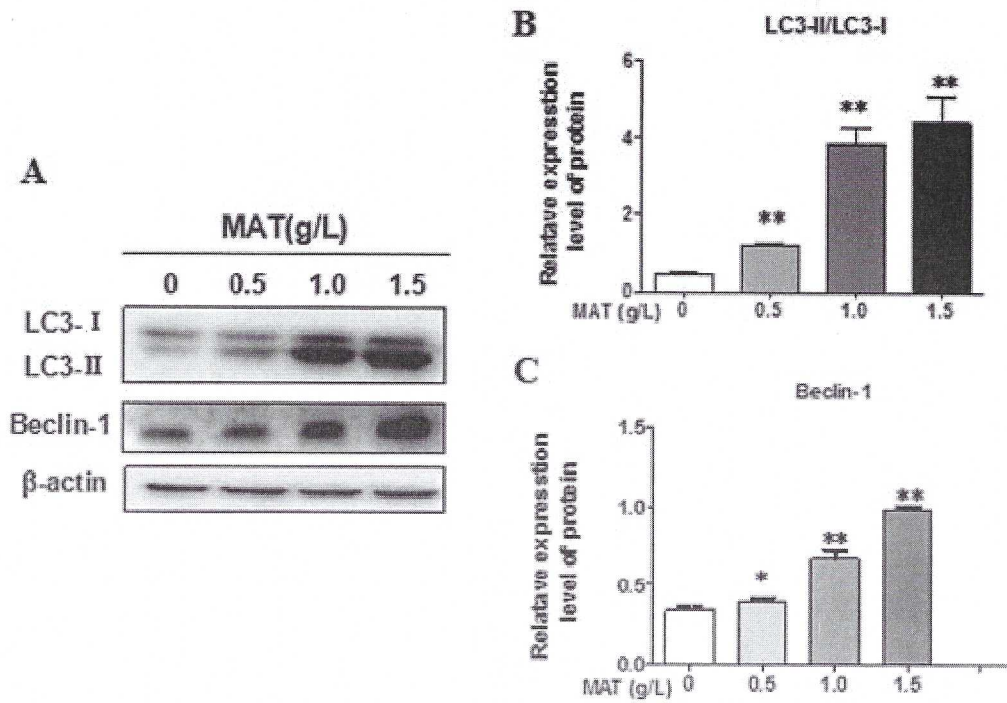 A
MAT(g/L)
0 0.5 1.0 1.5
LC3- I
LC3-II
Beclin-1
β-actin
B
LC3-II/LC3-I
Relatave expresstion
level of protein
6
4
2
0
** ** **
MAT (g/L) 0 0.5 1.0 1.5
C
Beclin-1
Relatave expresstion
level of protein
1.5
1.0
0.5
0.0
* ** **
MAT (g/L) 0 0.5 1.0 1.5